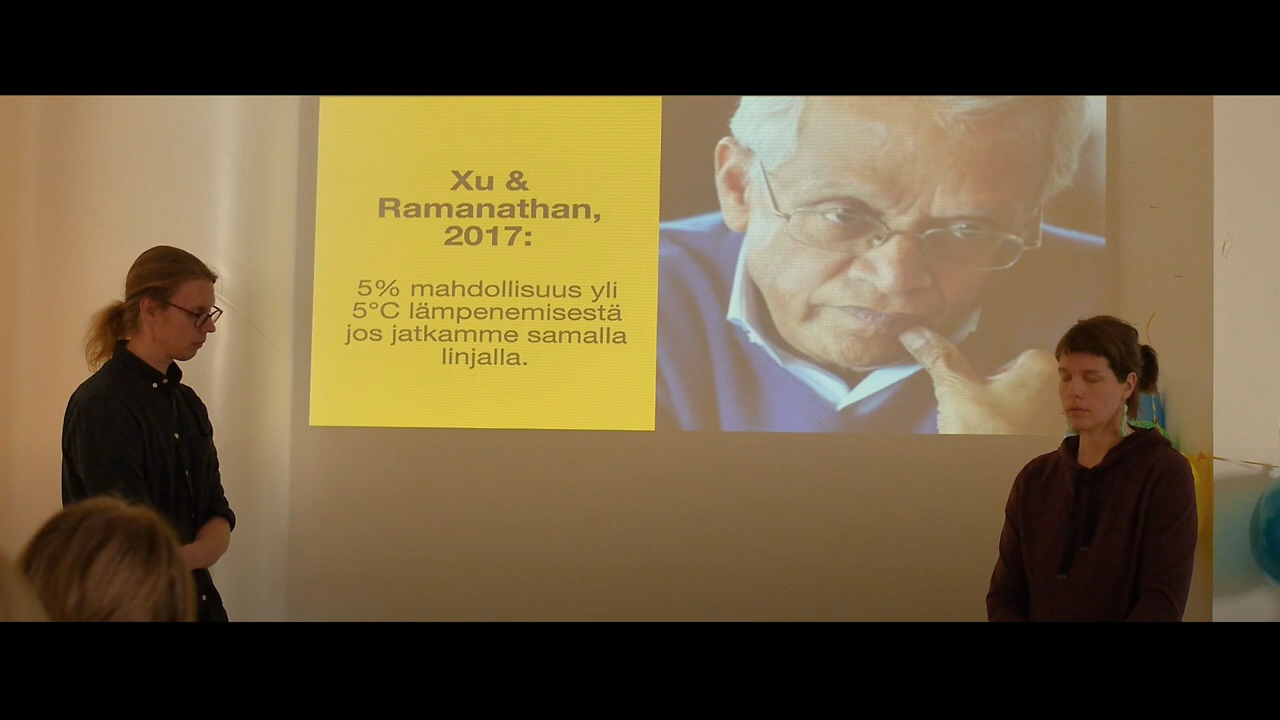 Xu &
Ramanathan,
2017:
5% mahdollisuus yli
5°C lämpenemisestä
jos jatkamme samalla
linjalla.